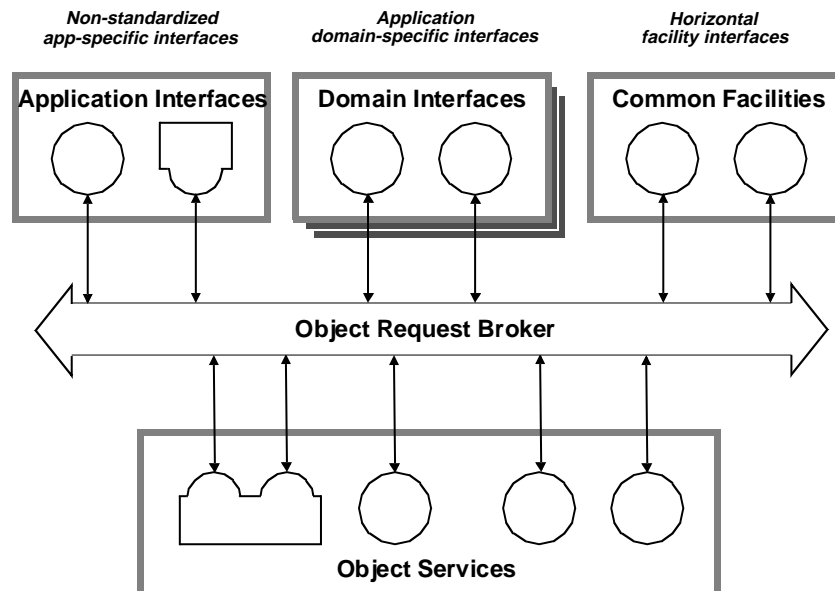 Non-standardized
app-specific interfaces
Application
domain-specific interfaces
Horizontal
facility interfaces
Application Interfaces
Domain Interfaces
Common Facilities
Object Request Broker
Object Services